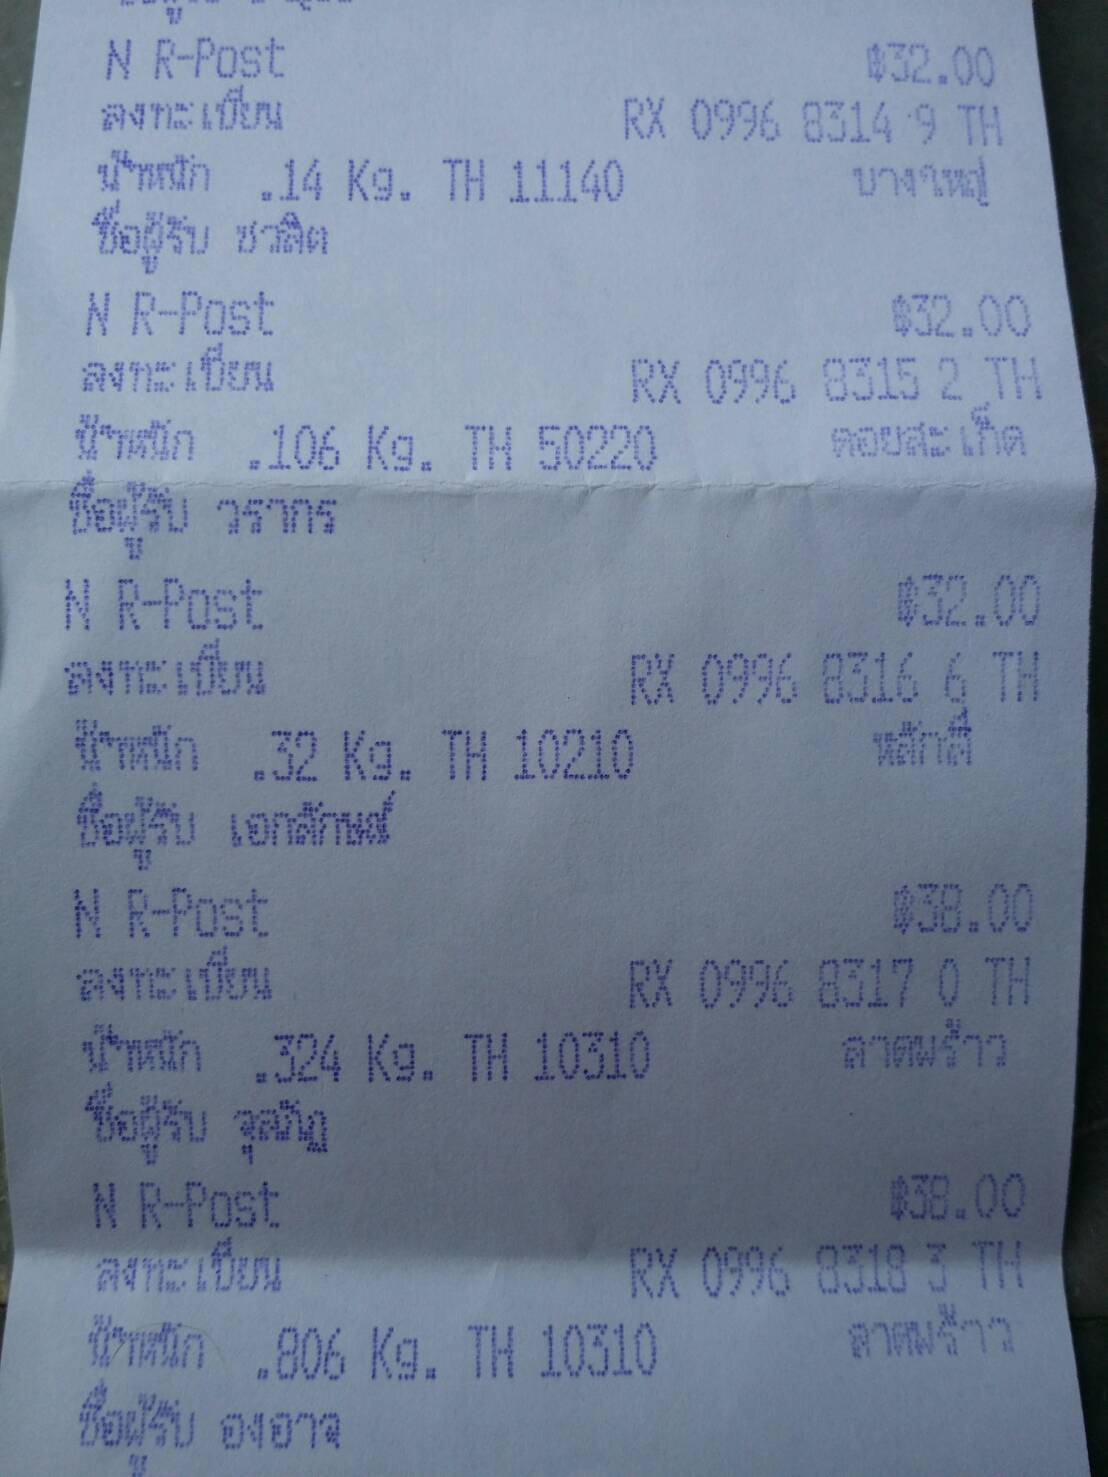 N R-Post ฿32.00
ลงทะเบียน RX 0996 8314 9 TH
น้ำหนัก .14 Kg. TH 11140 บางใหญ่
ชื่อผู้รับ ชวลิต
N R-Post ฿32.00
ลงทะเบียน RX 0996 8315 2 TH
น้ำหนัก .106 Kg. TH 50220 ดอยสะเก็ด
ชื่อผู้รับ วรากร
N R-Post ฿32.00
ลงทะเบียน RX 0996 8316 6 TH
น้ำหนัก .32 Kg. TH 10210 หลักสี่
ชื่อผู้รับ เอกลักษณ์
N R-Post ฿38.00
ลงทะเบียน RX 0996 8317 0 TH
น้ำหนัก .324 Kg. TH 10310 ลาดพร้าว
ชื่อผู้รับ
N R-Post ฿38.00
ลงทะเบียน RX 0996 8318 3 TH
น้ำหนัก .806 Kg. TH 10310 ลาดพร้าว
ชื่อผู้รับ องอาจ